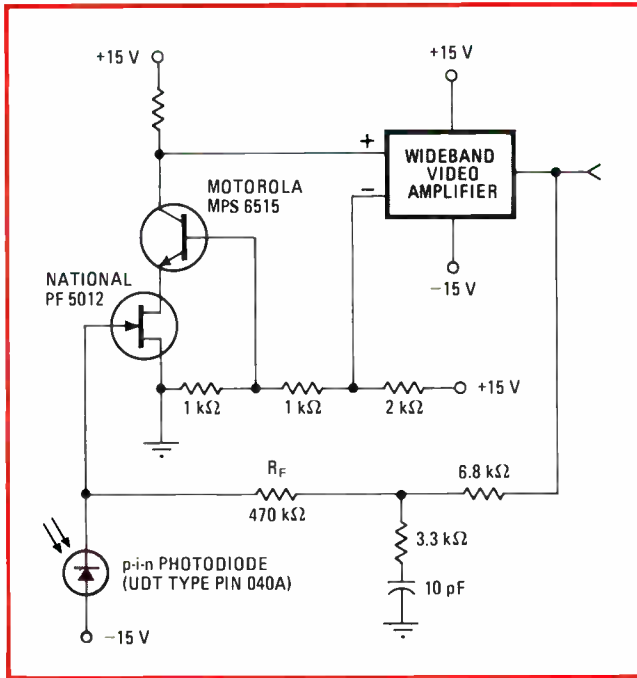 +15 V
+15 V
+
−
WIDEBAND
VIDEO
AMPLIFIER
MOTOROLA
MPS 6515
−15 V
NATIONAL
PF 5012
1 kΩ
1 kΩ
2 kΩ
+15 V
R_F
470 kΩ
6.8 kΩ
3.3 kΩ
10 pF
p-i-n PHOTODIODE
(UDT TYPE PIN 040A)
−15 V